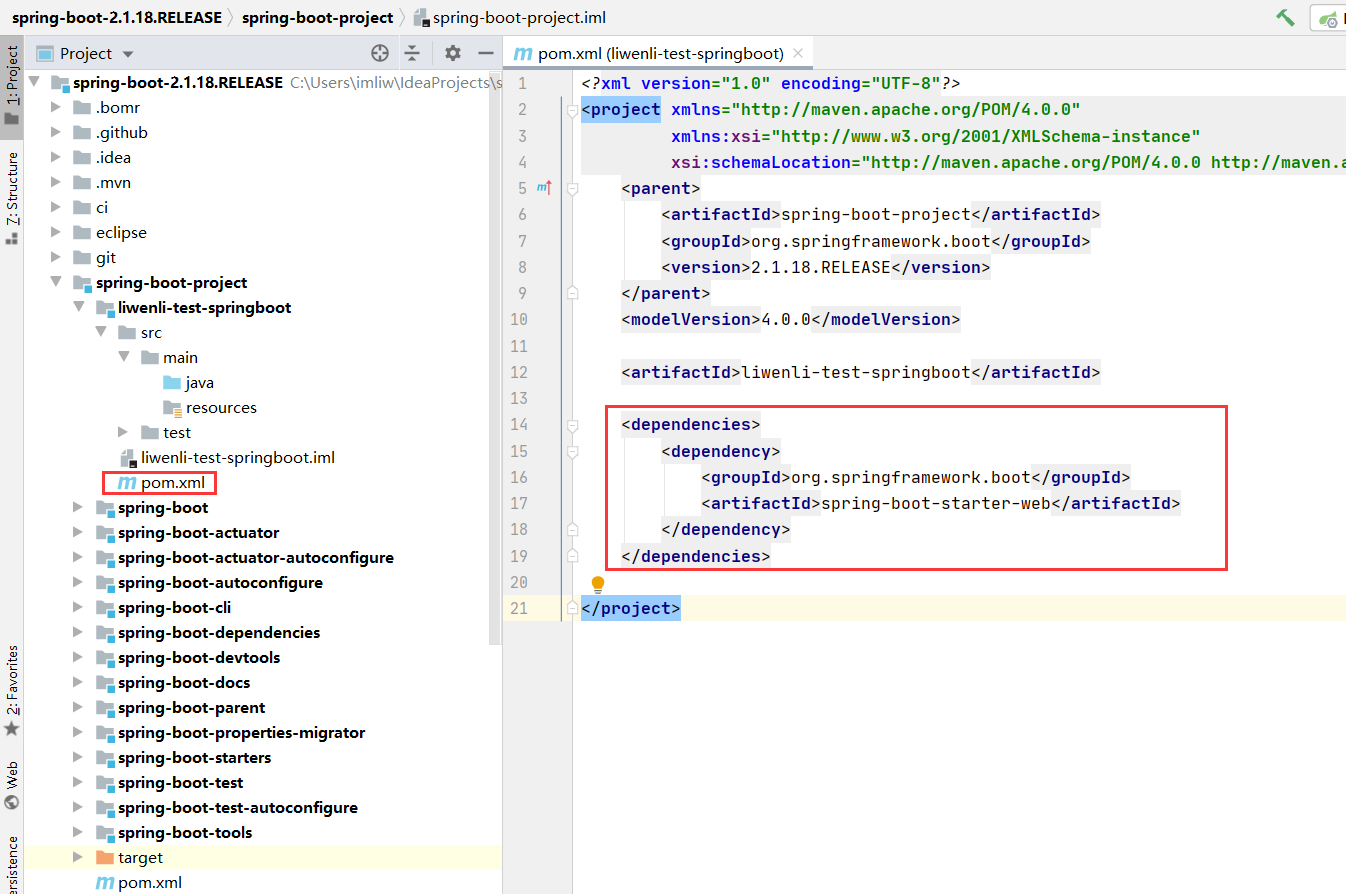 spring-boot-2.1.18.RELEASE
spring-boot-project
spring-boot-project.iml
1: Project
7: Structure
2: Favorites
Web
Project
spring-boot-2.1.18.RELEASE C:\Users\imliw\IdeaProjects\s
.bomr
.github
.idea
.mvn
ci
eclipse
git
spring-boot-project
liwenli-test-springboot
src
main
java
resources
test
liwenli-test-springboot.iml
pom.xml
spring-boot
spring-boot-actuator
spring-boot-actuator-autoconfigure
spring-boot-autoconfigure
spring-boot-cli
spring-boot-dependencies
spring-boot-devtools
spring-boot-docs
spring-boot-parent
spring-boot-properties-migrator
spring-boot-starters
spring-boot-test
spring-boot-test-autoconfigure
spring-boot-tools
target
pom.xml
pom.xml (liwenli-test-springboot)
1 <?xml version="1.0" encoding="UTF-8"?>
2 <project xmlns="http://maven.apache.org/POM/4.0.0"
3 xmlns:xsi="http://www.w3.org/2001/XMLSchema-instance"
4 xsi:schemaLocation="http://maven.apache.org/POM/4.0.0 http://maven.a
5 <parent>
6 <artifactId>spring-boot-project</artifactId>
7 <groupId>org.springframework.boot</groupId>
8 <version>2.1.18.RELEASE</version>
9 </parent>
10 <modelVersion>4.0.0</modelVersion>
11
12 <artifactId>liwenli-test-springboot</artifactId>
13
14 <dependencies>
15 <dependency>
16 <groupId>org.springframework.boot</groupId>
17 <artifactId>spring-boot-starter-web</artifactId>
18 </dependency>
19 </dependencies>
20
21 </project>